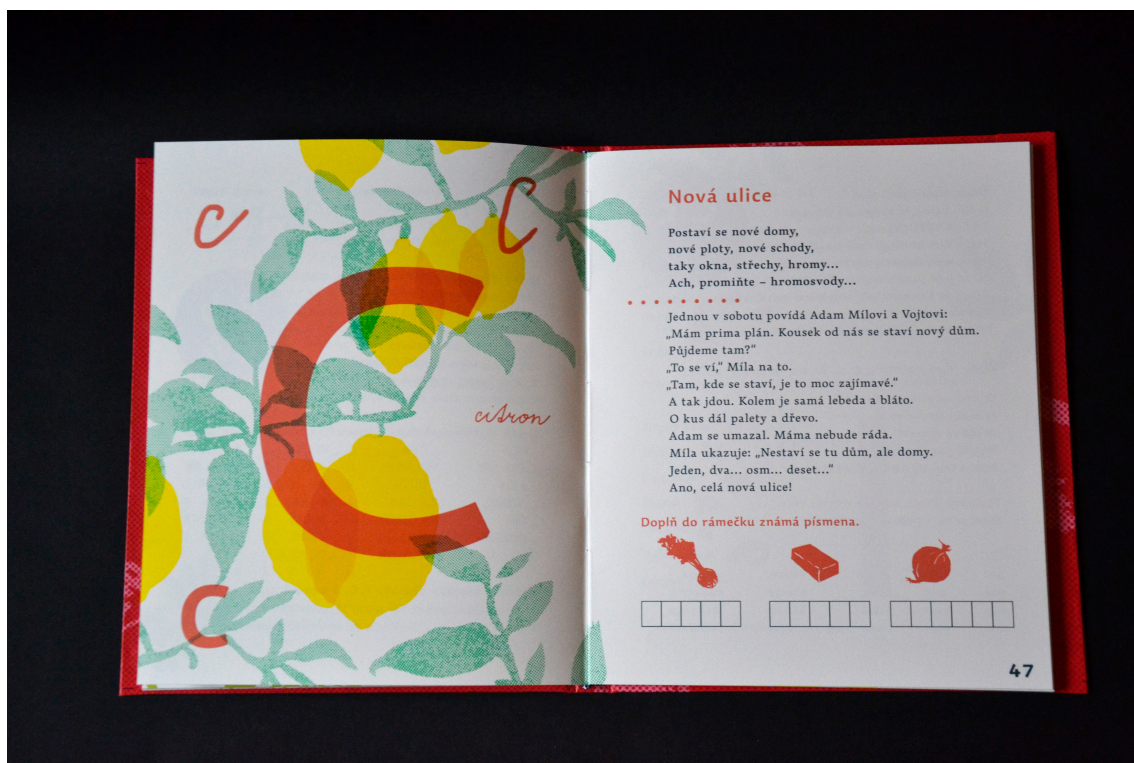 c
C
C
citron
c
Nová ulice
Postaví se nové domy,
nové ploty, nové schody,
taky okna, střechy, hromy...
Ach, promiňte – hromosvody...
Jednou v sobotu povídá Adam Mílovi a Vojtovi:
„Mám prima plán. Kousek od nás se staví nový dům.
Půjdeme tam?“
„To se ví,“ Míla na to.
„Tam, kde se staví, je to moc zajímavé.“
A tak jdou. Kolem je samá lebeda a bláto.
O kus dál palety a dřevo.
Adam se umazal. Máma nebude ráda.
Míla ukazuje: „Nestaví se tu dům, ale domy.
Jeden, dva... osm... deset...“
Ano, celá nová ulice!
Doplň do rámečku známá písmena.
47